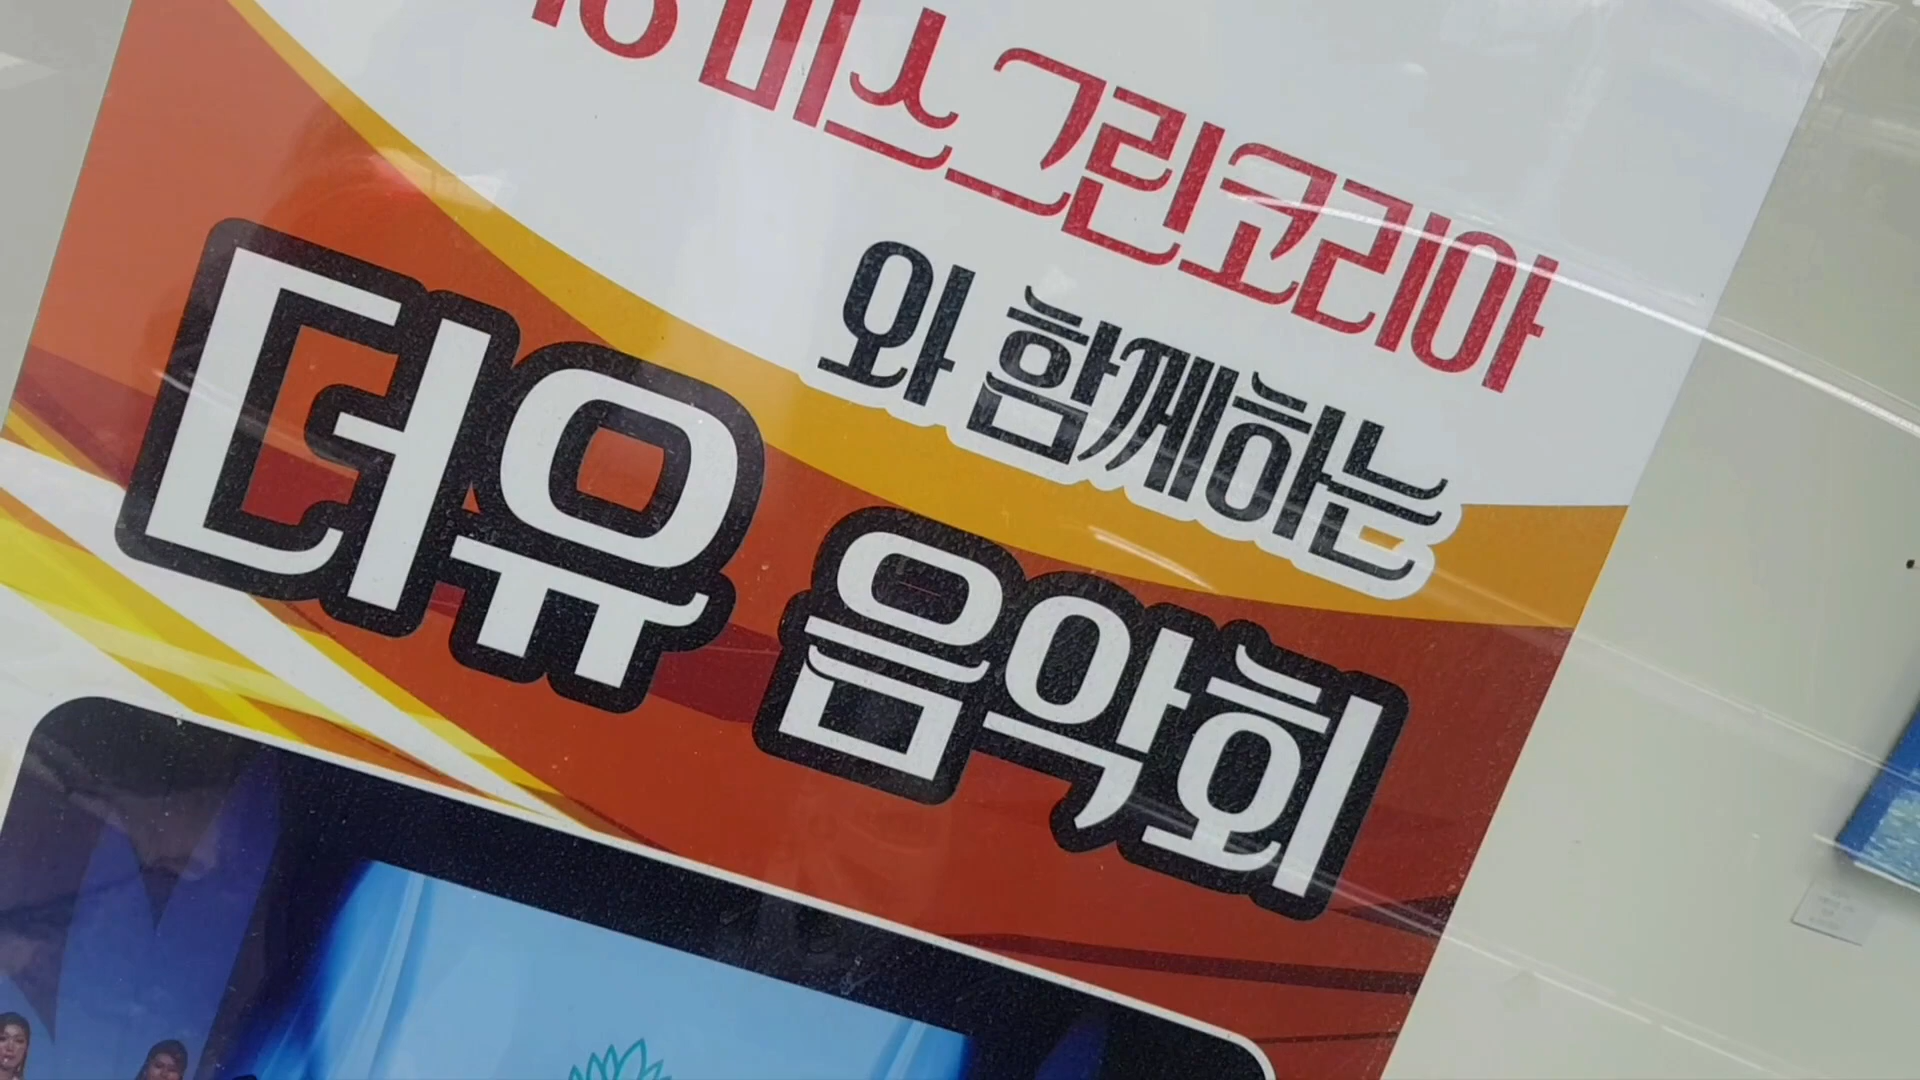 미스 그린코리아
와 함께하는
더유 음악회